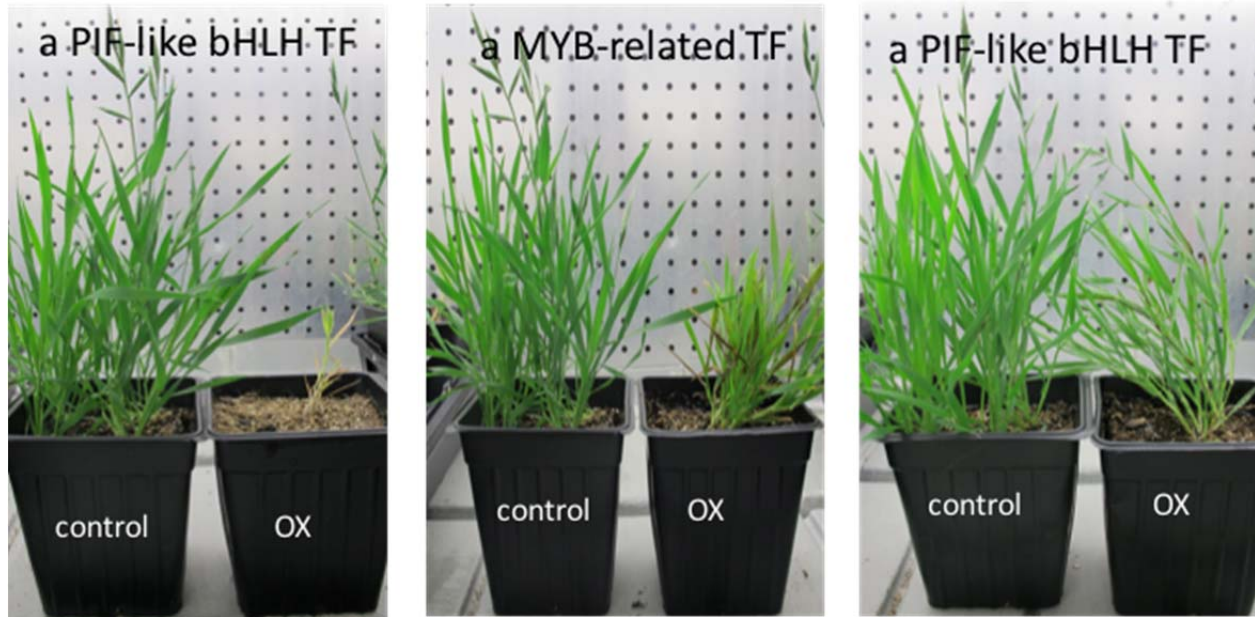 a PIF-like bHLH TF
control
OX
a MYB-related TF
control
OX
a PIF-like bHLH TF
control
OX